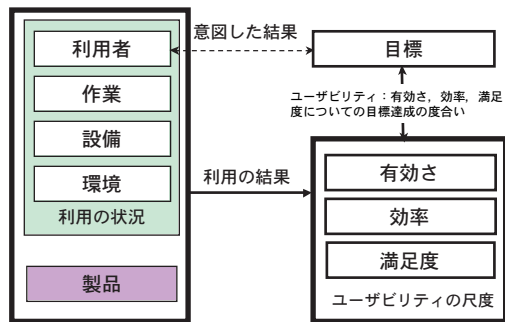 利用者
作業
設備
環境
利用の状況
製品
意図した結果
利用の結果
目標
ユーザビリティ：有効さ，効率，満足
度についての目標達成の度合い
有効さ
効率
満足度
ユーザビリティの尺度